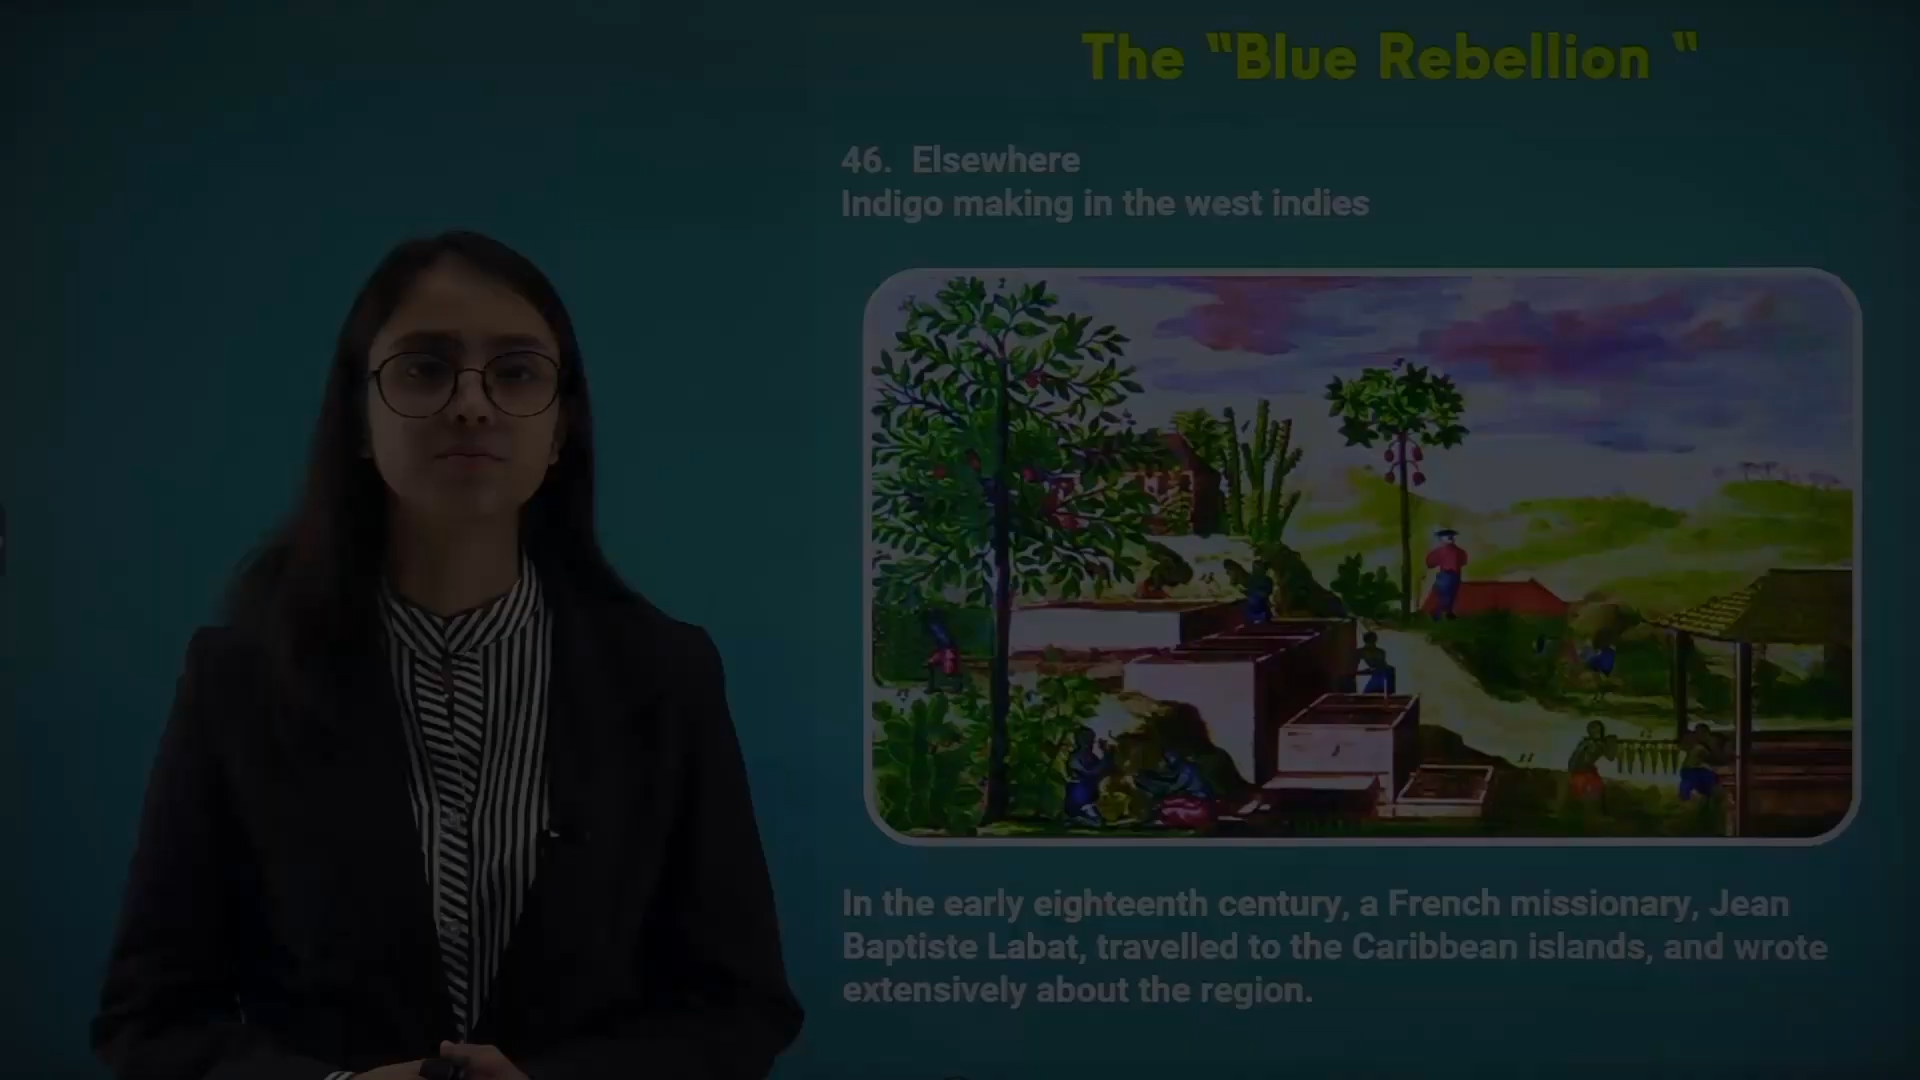 The “Blue Rebellion “
46. Elsewhere
Indigo making in the west indies
In the early eighteenth century, a French missionary, Jean
Baptiste Labat, travelled to the Caribbean islands, and wrote
extensively about the region.